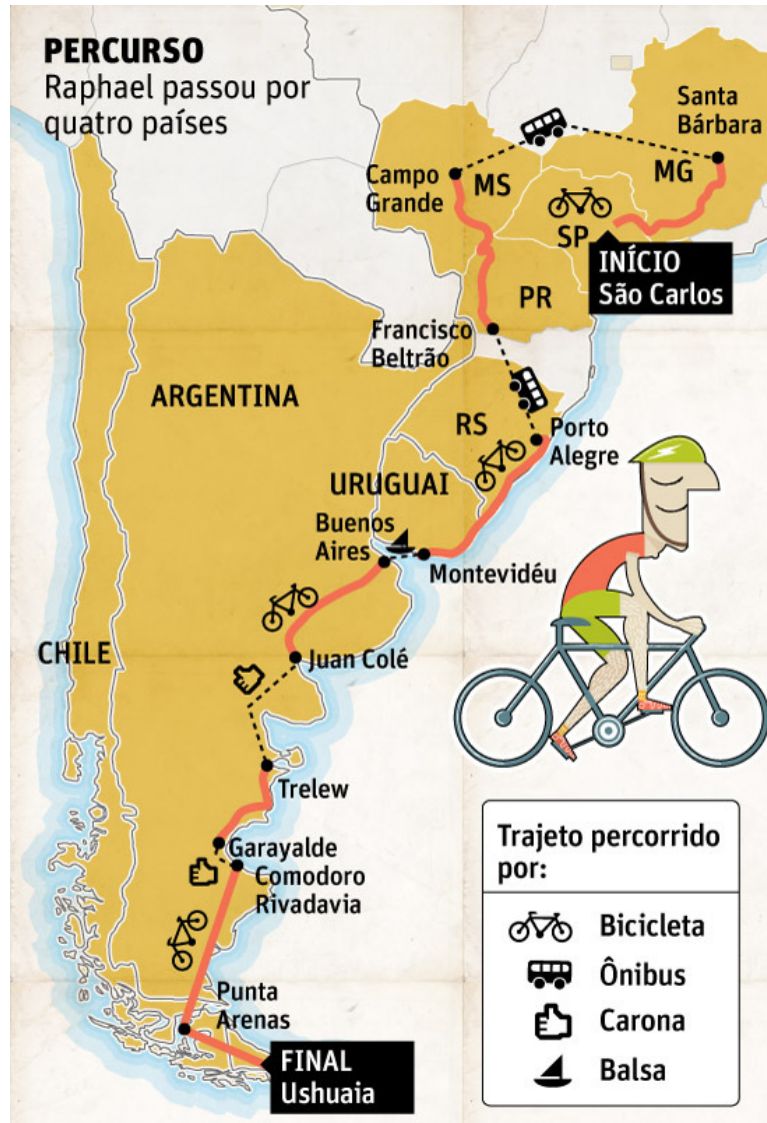 PERCURSO
Raphael passou por
quatro países
Santa
Bárbara
Campo
Grande
MS
MG
SP
INÍCIO
São Carlos
PR
Francisco
Beltrão
ARGENTINA
RS
Porto
Alegre
URUGUAI
Buenos
Aires
Montevidéu
CHILE
Juan Colé
Trelew
Garayalde
Comodoro
Rivadavia
Punta
Arenas
FINAL
Ushuaia
Trajeto percorrido
por:
Bicicleta
Ônibus
Carona
Balsa